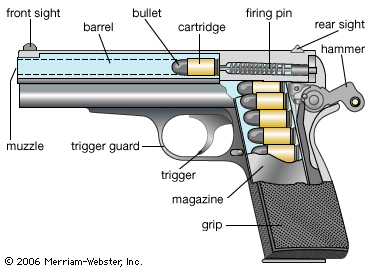 front sight
bullet
firing pin
rear sight
barrel
cartridge
hammer
muzzle
trigger guard
trigger
magazine
grip
© 2006 Merriam-Webster, Inc.